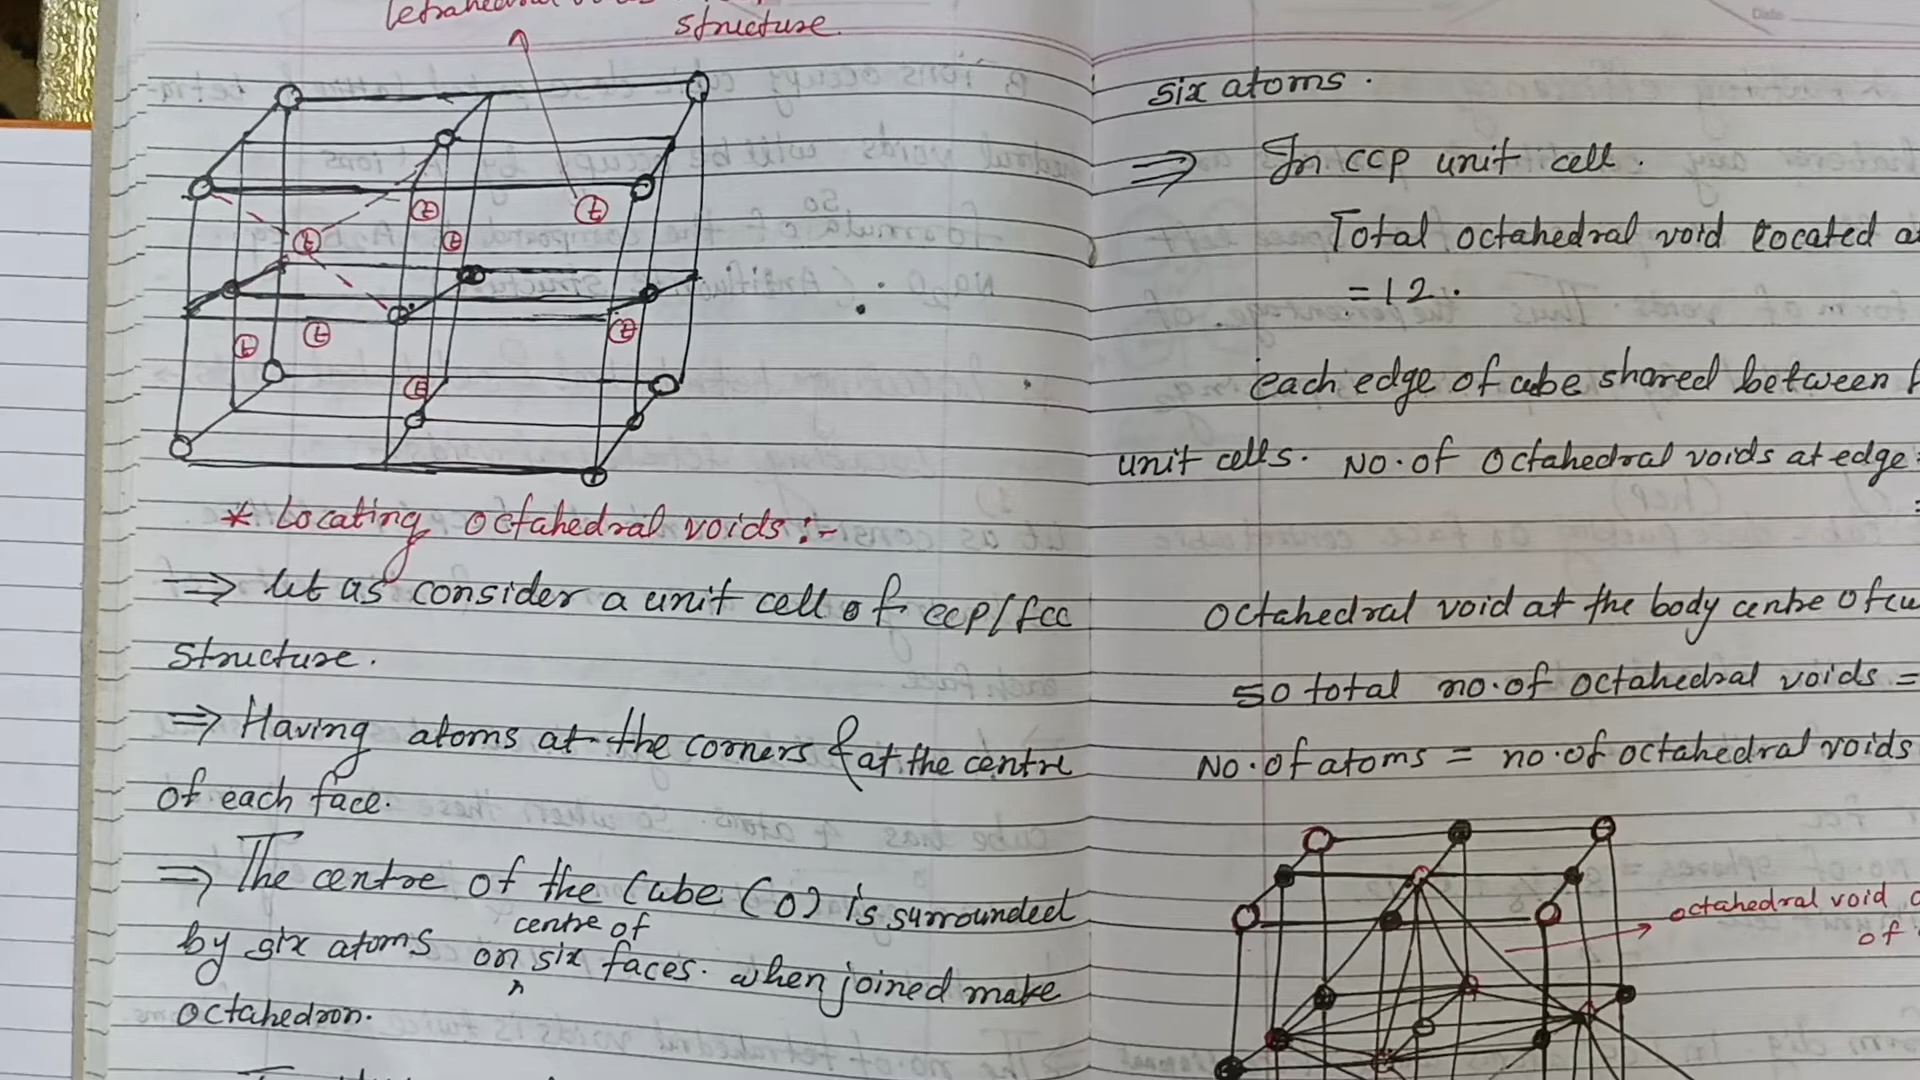 Tetrahedral voids
structure.
T
T
T
T
T
T
T
T
* Locating octahedral voids :-
⇒ let as consider a unit cell of ccp/fcc
structure.
⇒ Having atoms at the corners & at the centre
of each face.
⇒ The centre of the cube (o) is surrounded
centre of
by six atoms on six faces. when joined make
octahedron.
Date
six atoms.
⇒ In CCP unit cell.
Total octahedral void located
= 12.
each edge of cube shared between
unit cells. No. of octahedral voids at edge =
=
octahedral void at the body centre of
so total no. of octahedral voids =
No. of atoms = no. of octahedral voids
octahedral void
of